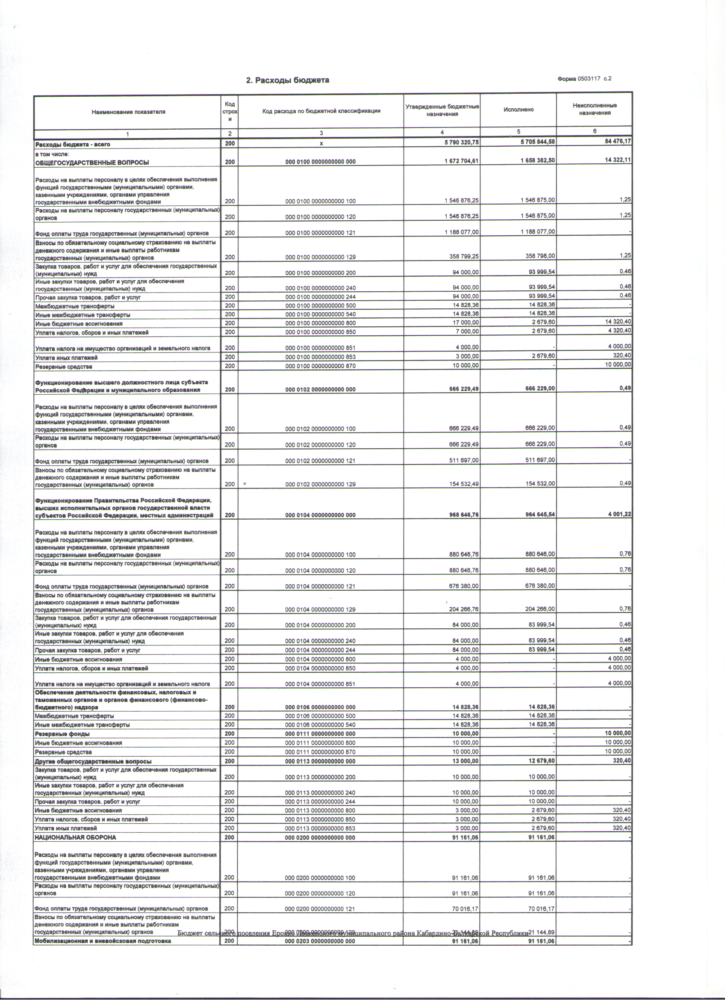 2. Расходы бюджета
Форма 0503117 с.2
Наименование показателя | Код строки | Код расхода по бюджетной классификации | Утвержденные бюджетные назначения | Исполнено | Неисполненные назначения
1 | 2 | 3 | 4 | 5 | 6
Расходы бюджета - всего | 200 | х | 5 790 320,75 | 5 705 844,58 | 84 476,17
в том числе:
ОБЩЕГОСУДАРСТВЕННЫЕ ВОПРОСЫ | 200 | 000 0100 0000000000 000 | 1 672 704,61 | 1 658 382,50 | 14 322,11
Расходы на выплаты персоналу в целях обеспечения выполнения
функций государственными (муниципальными) органами,
казенными учреждениями, органами управления
государственными внебюджетными фондами | 200 | 000 0100 0000000000 100 | 1 546 876,25 | 1 546 875,00 | 1,25
Расходы на выплаты персоналу государственных (муниципальных)
органов | 200 | 000 0100 0000000000 120 | 1 546 876,25 | 1 546 875,00 | 1,25
Фонд оплаты труда государственных (муниципальных) органов | 200 | 000 0100 0000000000 121 | 1 188 077,00 | 1 188 077,00 | -
Взносы по обязательному социальному страхованию на выплаты
денежного содержания и иные выплаты работникам
государственных (муниципальных) органов | 200 | 000 0100 0000000000 129 | 358 799,25 | 358 798,00 | 1,25
Закупка товаров, работ и услуг для обеспечения государственных
(муниципальных) нужд | 200 | 000 0100 0000000000 200 | 94 000,00 | 93 999,54 | 0,46
Иные закупки товаров, работ и услуг для обеспечения
государственных (муниципальных) нужд | 200 | 000 0100 0000000000 240 | 94 000,00 | 93 999,54 | 0,46
Прочая закупка товаров, работ и услуг | 200 | 000 0100 0000000000 244 | 94 000,00 | 93 999,54 | 0,46
Межбюджетные трансферты | 200 | 000 0100 0000000000 500 | 14 828,36 | 14 828,36 | -
Иные межбюджетные трансферты | 200 | 000 0100 0000000000 540 | 14 828,36 | 14 828,36 | -
Иные бюджетные ассигнования | 200 | 000 0100 0000000000 800 | 17 000,00 | 2 679,60 | 14 320,40
Уплата налогов, сборов и иных платежей | 200 | 000 0100 0000000000 850 | 7 000,00 | 2 679,60 | 4 320,40
Уплата налога на имущество организаций и земельного налога | 200 | 000 0100 0000000000 851 | 4 000,00 | - | 4 000,00
Уплата иных платежей | 200 | 000 0100 0000000000 853 | 3 000,00 | 2 679,60 | 320,40
Резервные средства | 200 | 000 0100 0000000000 870 | 10 000,00 | - | 10 000,00
Функционирование высшего должностного лица субъекта
Российской Федерации и муниципального образования | 200 | 000 0102 0000000000 000 | 666 229,49 | 666 229,00 | 0,49
Расходы на выплаты персоналу в целях обеспечения выполнения
функций государственными (муниципальными) органами,
казенными учреждениями, органами управления
государственными внебюджетными фондами | 200 | 000 0102 0000000000 100 | 666 229,49 | 666 229,00 | 0,49
Расходы на выплаты персоналу государственных (муниципальных)
органов | 200 | 000 0102 0000000000 120 | 666 229,49 | 666 229,00 | 0,49
Фонд оплаты труда государственных (муниципальных) органов | 200 | 000 0102 0000000000 121 | 511 697,00 | 511 697,00 | -
Взносы по обязательному социальному страхованию на выплаты
денежного содержания и иные выплаты работникам
государственных (муниципальных) органов | 200 | 000 0102 0000000000 129 | 154 532,49 | 154 532,00 | 0,49
Функционирование Правительства Российской Федерации,
высших исполнительных органов государственной власти
субъектов Российской Федерации, местных администраций | 200 | 000 0104 0000000000 000 | 968 646,76 | 964 645,54 | 4 001,22
Расходы на выплаты персоналу в целях обеспечения выполнения
функций государственными (муниципальными) органами,
казенными учреждениями, органами управления
государственными внебюджетными фондами | 200 | 000 0104 0000000000 100 | 880 646,76 | 880 646,00 | 0,76
Расходы на выплаты персоналу государственных (муниципальных)
органов | 200 | 000 0104 0000000000 120 | 880 646,76 | 880 646,00 | 0,76
Фонд оплаты труда государственных (муниципальных) органов | 200 | 000 0104 0000000000 121 | 676 380,00 | 676 380,00 | -
Взносы по обязательному социальному страхованию на выплаты
денежного содержания и иные выплаты работникам
государственных (муниципальных) органов | 200 | 000 0104 0000000000 129 | 204 266,76 | 204 266,00 | 0,76
Закупка товаров, работ и услуг для обеспечения государственных
(муниципальных) нужд | 200 | 000 0104 0000000000 200 | 84 000,00 | 83 999,54 | 0,46
Иные закупки товаров, работ и услуг для обеспечения
государственных (муниципальных) нужд | 200 | 000 0104 0000000000 240 | 84 000,00 | 83 999,54 | 0,46
Прочая закупка товаров, работ и услуг | 200 | 000 0104 0000000000 244 | 84 000,00 | 83 999,54 | 0,46
Иные бюджетные ассигнования | 200 | 000 0104 0000000000 800 | 4 000,00 | - | 4 000,00
Уплата налогов, сборов и иных платежей | 200 | 000 0104 0000000000 850 | 4 000,00 | - | 4 000,00
Уплата налога на имущество организаций и земельного налога | 200 | 000 0104 0000000000 851 | 4 000,00 | - | 4 000,00
Обеспечение деятельности финансовых, налоговых и
таможенных органов и органов финансового (финансово-
бюджетного) надзора | 200 | 000 0106 0000000000 000 | 14 828,36 | 14 828,36 | -
Межбюджетные трансферты | 200 | 000 0106 0000000000 500 | 14 828,36 | 14 828,36 | -
Иные межбюджетные трансферты | 200 | 000 0106 0000000000 540 | 14 828,36 | 14 828,36 | -
Резервные фонды | 200 | 000 0111 0000000000 000 | 10 000,00 | - | 10 000,00
Иные бюджетные ассигнования | 200 | 000 0111 0000000000 800 | 10 000,00 | - | 10 000,00
Резервные средства | 200 | 000 0111 0000000000 870 | 10 000,00 | - | 10 000,00
Другие общегосударственные вопросы | 200 | 000 0113 0000000000 000 | 13 000,00 | 12 679,60 | 320,40
Закупка товаров, работ и услуг для обеспечения государственных
(муниципальных) нужд | 200 | 000 0113 0000000000 200 | 10 000,00 | 10 000,00 | -
Иные закупки товаров, работ и услуг для обеспечения
государственных (муниципальных) нужд | 200 | 000 0113 0000000000 240 | 10 000,00 | 10 000,00 | -
Прочая закупка товаров, работ и услуг | 200 | 000 0113 0000000000 244 | 10 000,00 | 10 000,00 | -
Иные бюджетные ассигнования | 200 | 000 0113 0000000000 800 | 3 000,00 | 2 679,60 | 320,40
Уплата налогов, сборов и иных платежей | 200 | 000 0113 0000000000 850 | 3 000,00 | 2 679,60 | 320,40
Уплата иных платежей | 200 | 000 0113 0000000000 853 | 3 000,00 | 2 679,60 | 320,40
НАЦИОНАЛЬНАЯ ОБОРОНА | 200 | 000 0200 0000000000 000 | 91 161,06 | 91 161,06 | -
Расходы на выплаты персоналу в целях обеспечения выполнения
функций государственными (муниципальными) органами,
казенными учреждениями, органами управления
государственными внебюджетными фондами | 200 | 000 0200 0000000000 100 | 91 161,06 | 91 161,06 | -
Расходы на выплаты персоналу государственных (муниципальных)
органов | 200 | 000 0200 0000000000 120 | 91 161,06 | 91 161,06 | -
Фонд оплаты труда государственных (муниципальных) органов | 200 | 000 0200 0000000000 121 | 70 016,17 | 70 016,17 | -
Взносы по обязательному социальному страхованию на выплаты
денежного содержания и иные выплаты работникам
государственных (муниципальных) органов | 200 | 000 0200 0000000000 129 | 21 144,89 | 21 144,89 | -
Бюджет сельского поселения Ерокко Лескенского муниципального района Кабардино-Балкарской Республики
Мобилизационная и вневойсковая подготовка | 200 | 000 0203 0000000000 000 | 91 161,06 | 91 161,06 | -